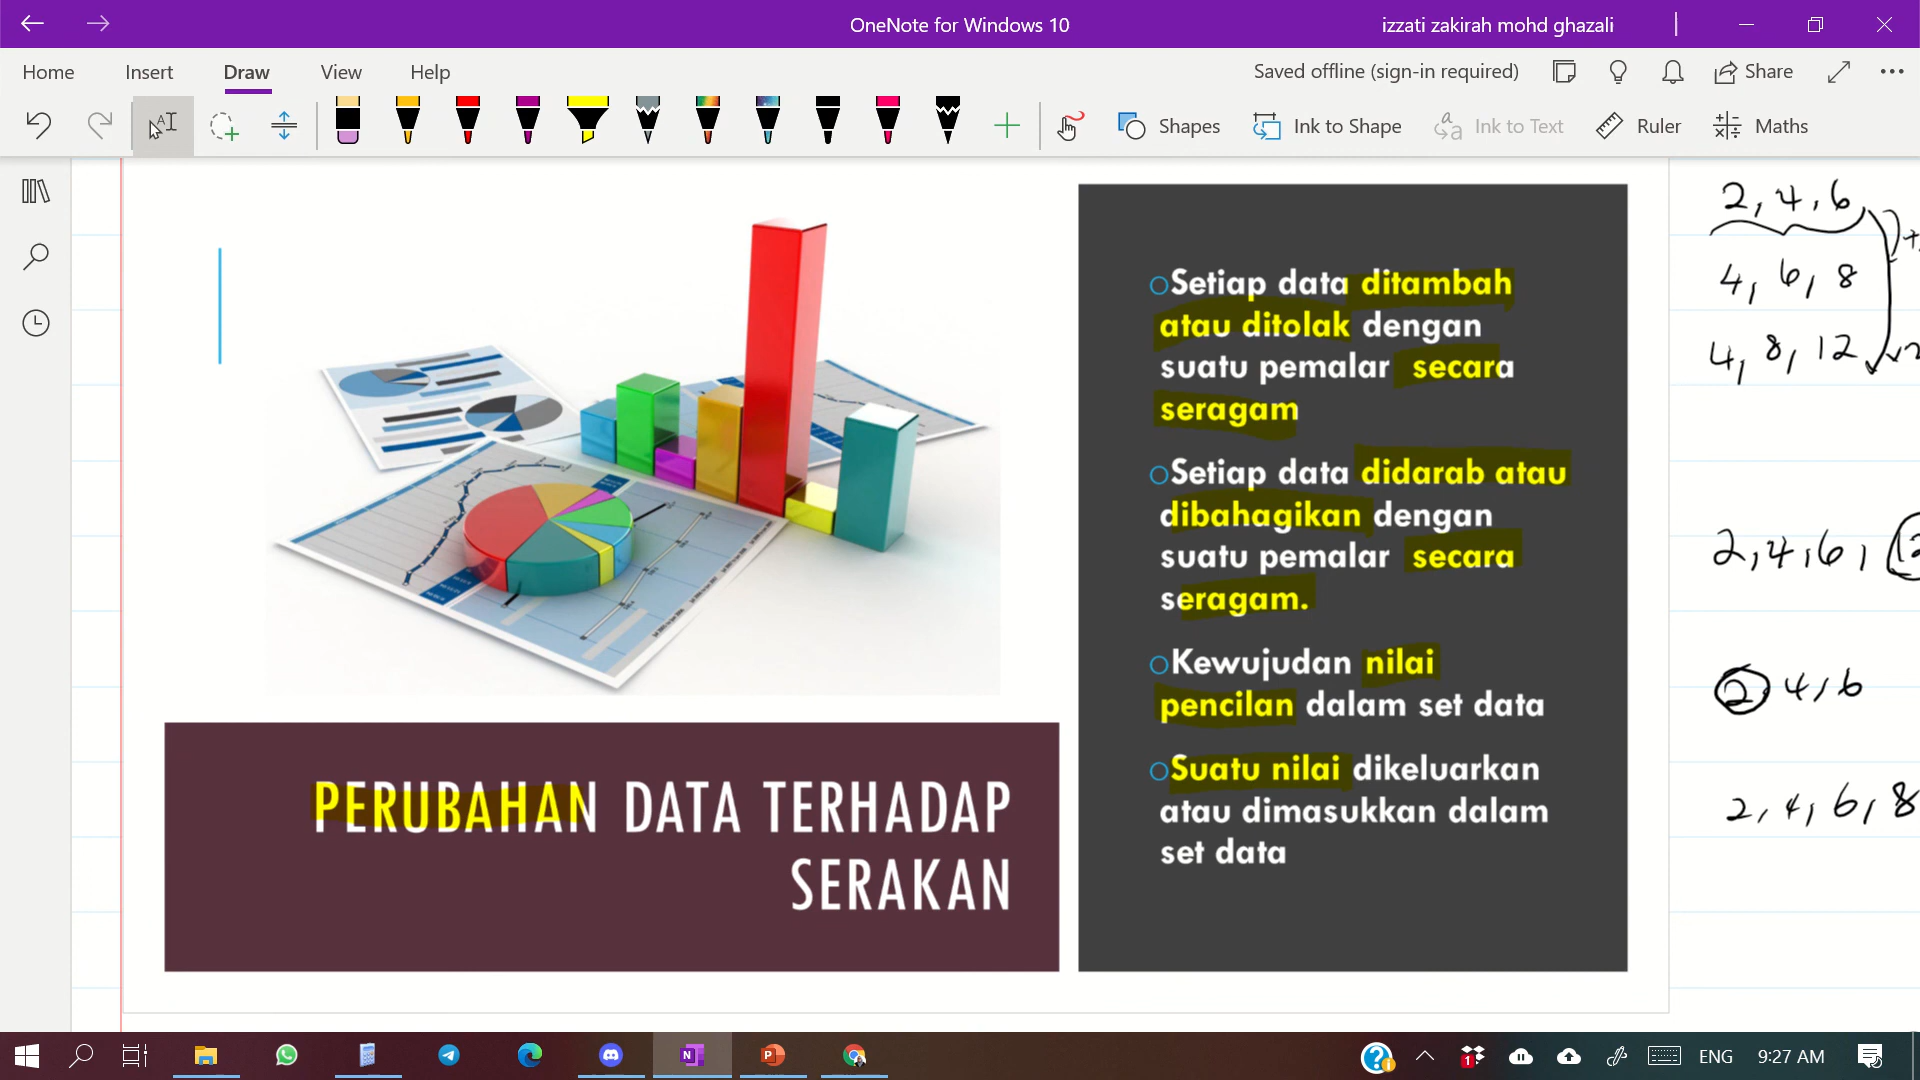 OneNote for Windows 10
izzati zakirah mohd ghazali
Home Insert Draw View Help
Saved offline (sign-in required)
Share
Shapes
Ink to Shape
Ink to Text
Ruler
Maths
Setiap data ditambah
atau ditolak dengan
suatu pemalar secara
seragam
Setiap data didarab atau
dibahagikan dengan
suatu pemalar secara
seragam.
Kewujudan nilai
pencilan dalam set data
Suatu nilai dikeluarkan
atau dimasukkan dalam
set data
PERUBAHAN DATA TERHADAP
SERAKAN
2, 4, 6
4, 6, 8
4, 8, 12
2, 4, 6,
2 4, 6
2, 4, 6, 8
ENG
9:27 AM